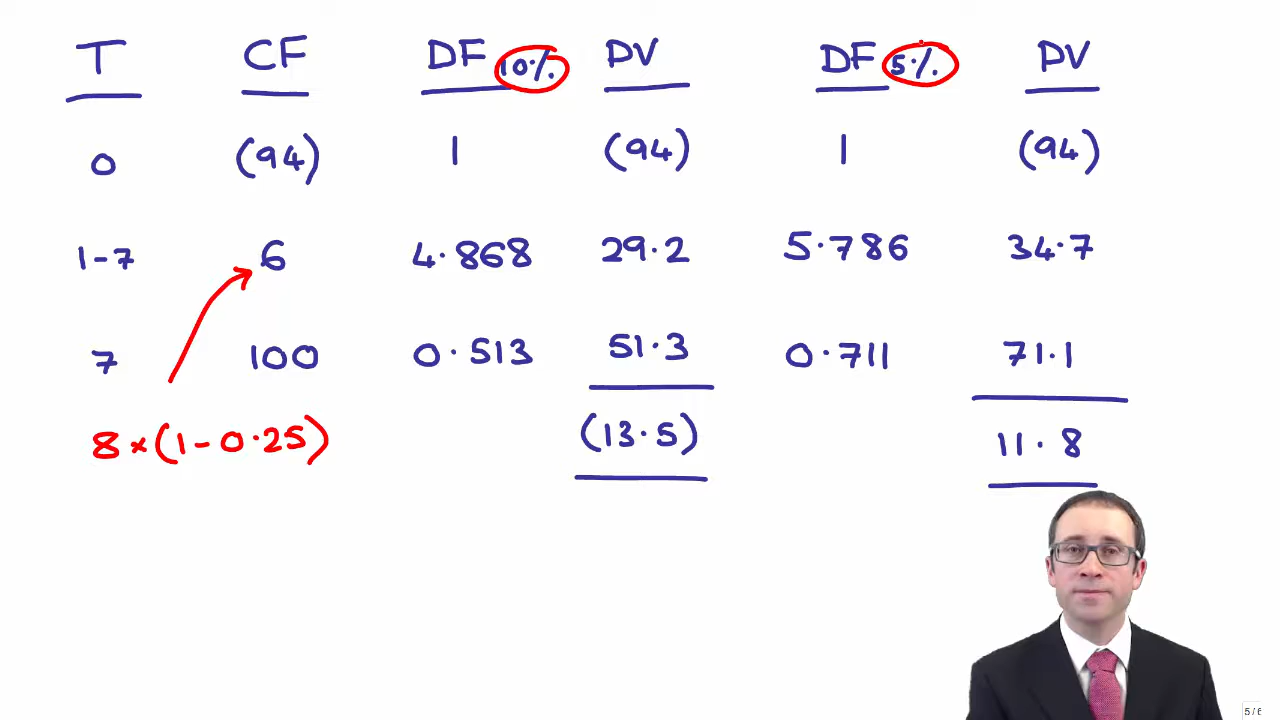 T CF DF 10% PV DF 5% PV
0 (94) 1 (94) 1 (94)
1-7 6 4.868 29.2 5.786 34.7
7 100 0.513 51.3 0.711 71.1
8×(1-0.25) (13.5) 11.8
5/6